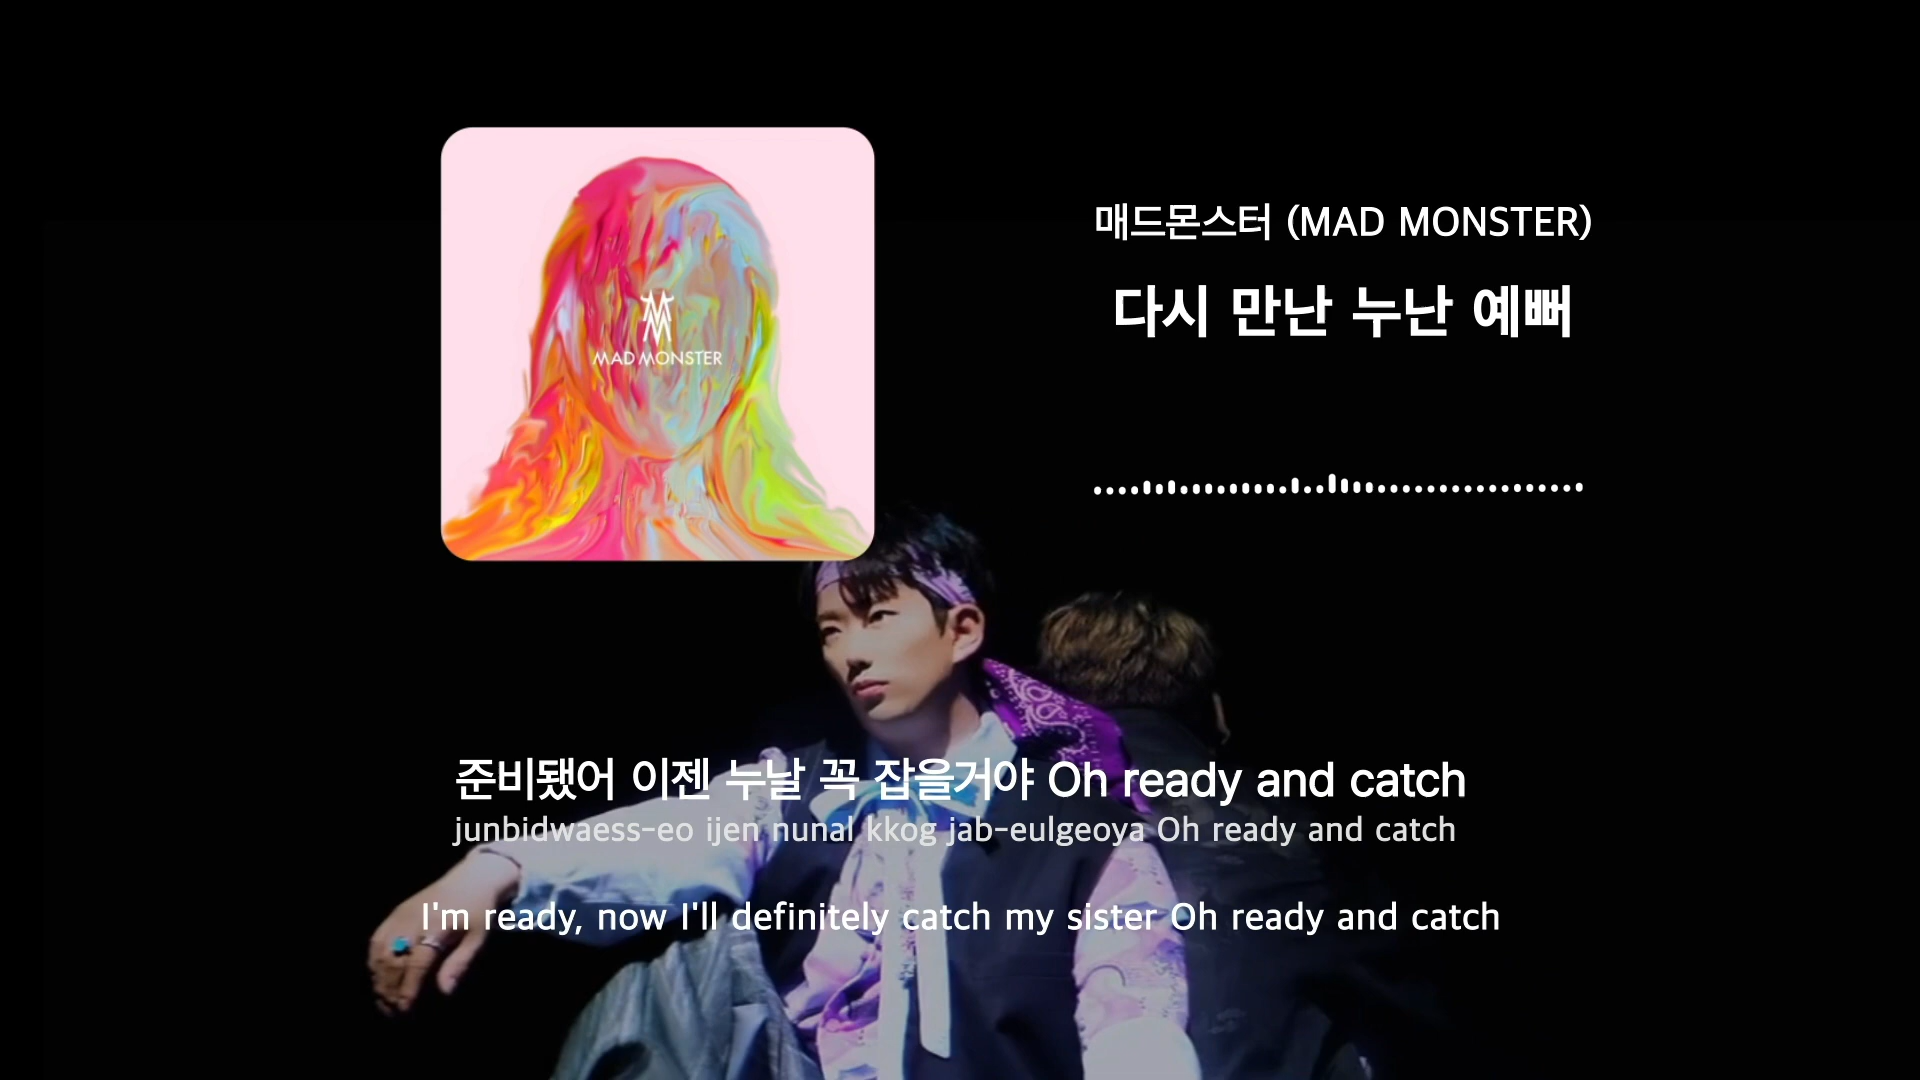 MAD MONSTER
매드몬스터 (MAD MONSTER)
다시 만난 누난 예뻐
준비됐어 이젠 누날 꼭 잡을거야 Oh ready and catch
junbidwaess-eo ijen nunal kkog jab-eulgeoya Oh ready and catch
I'm ready, now I'll definitely catch my sister Oh ready and catch